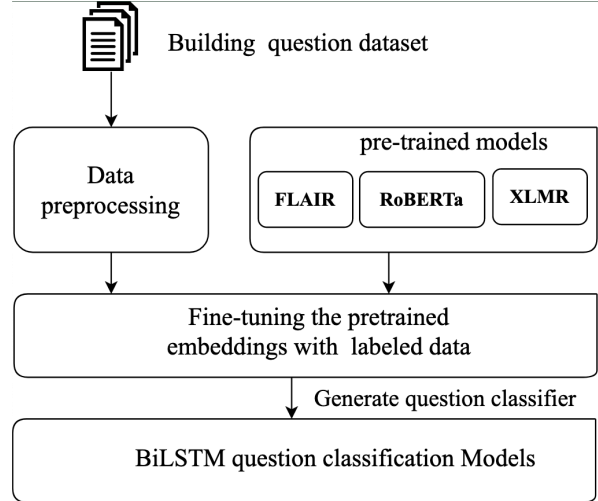 Building question dataset
Data
preprocessing
pre-trained models
FLAIR
RoBERTa
XLMR
Fine-tuning the pretrained
embeddings with labeled data
Generate question classifier
BiLSTM question classification Models